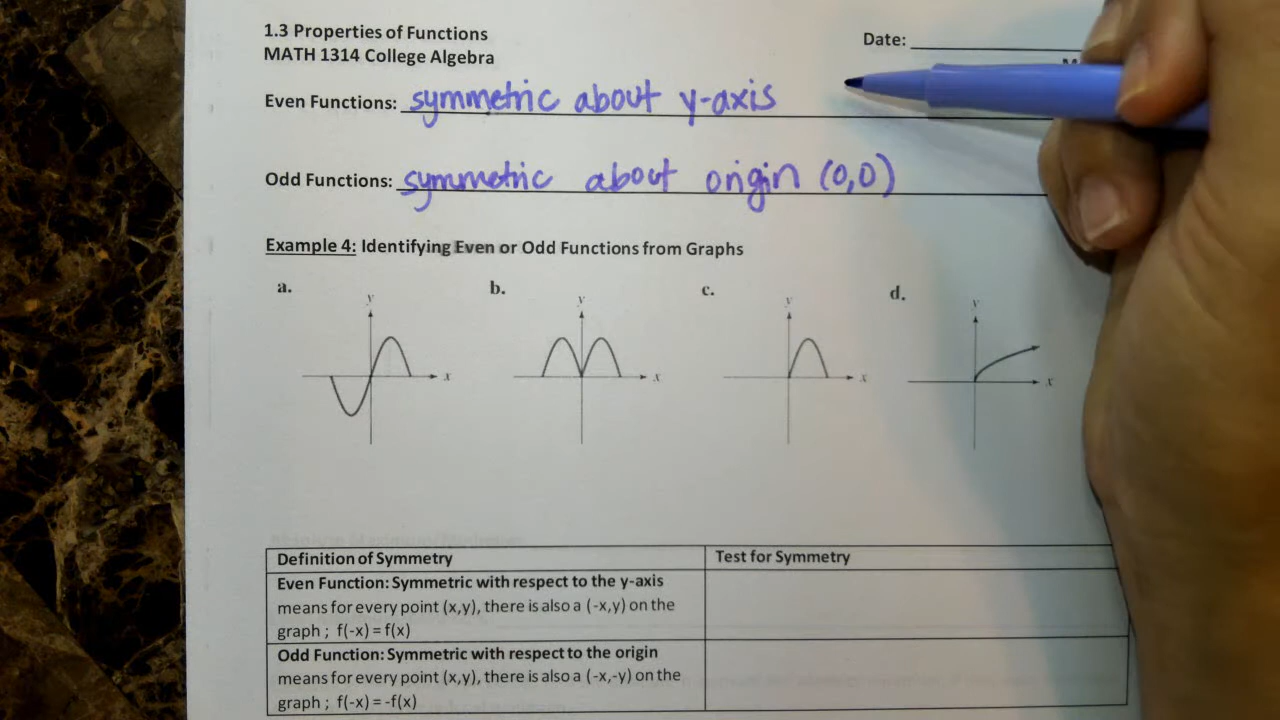 1.3 Properties of Functions
MATH 1314 College Algebra
Date:
Even Functions: symmetric about y-axis
Odd Functions: symmetric about origin (0,0)
Example 4: Identifying Even or Odd Functions from Graphs
a. b. c. d.
y y y y
x x x x
Definition of Symmetry Test for Symmetry
Even Function: Symmetric with respect to the y-axis
means for every point (x,y), there is also a (-x,y) on the
graph ; f(-x) = f(x)
Odd Function: Symmetric with respect to the origin
means for every point (x,y), there is also a (-x,-y) on the
graph ; f(-x) = -f(x)